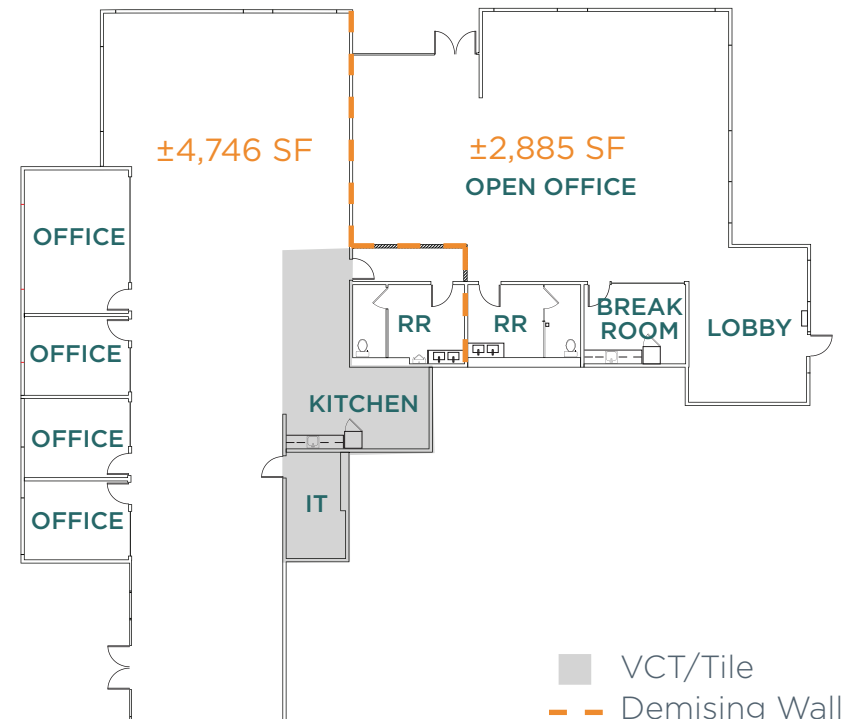 ±4,746 SF
±2,885 SF
OPEN OFFICE
OFFICE
OFFICE
OFFICE
OFFICE
RR
RR
BREAK
ROOM
LOBBY
KITCHEN
IT
VCT/Tile
Demising Wall